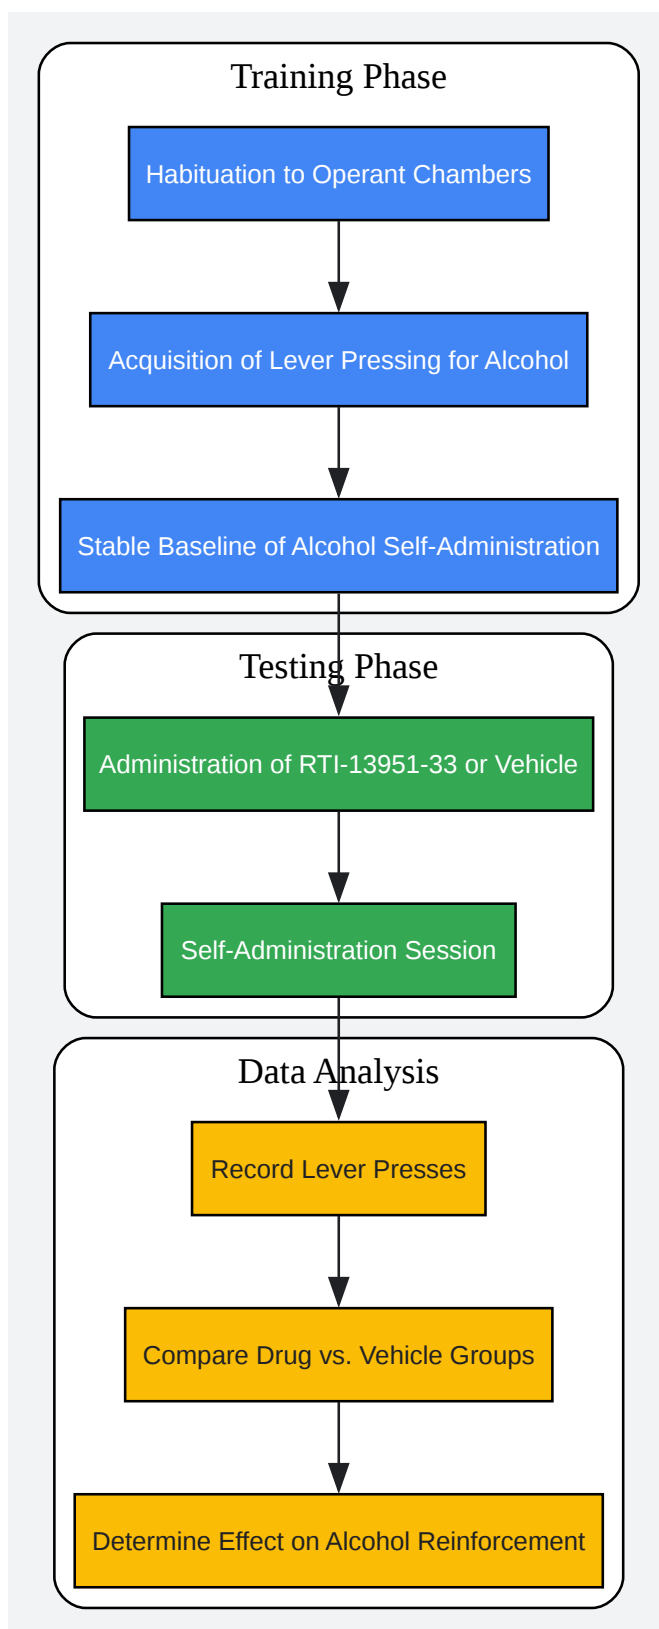 Training Phase
Habituation to Operant Chambers
Acquisition of Lever Pressing for Alcohol
Stable Baseline of Alcohol Self-Administration
Testing Phase
Administration of RTI-13951-33 or Vehicle
Self-Administration Session
Data Analysis
Record Lever Presses
Compare Drug vs. Vehicle Groups
Determine Effect on Alcohol Reinforcement